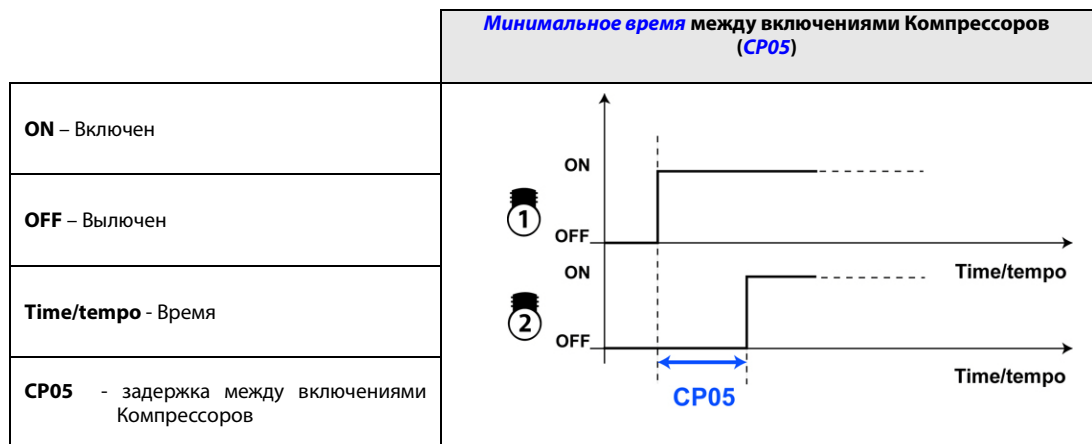 Минимальное время между включениями Компрессоров
(CP05)
ON – Включен
OFF – Вылючен
Time/tempo - Время
CP05 - задержка между включениями
Компрессоров
ON
1
OFF
Time/tempo
ON
2
OFF
Time/tempo
CP05